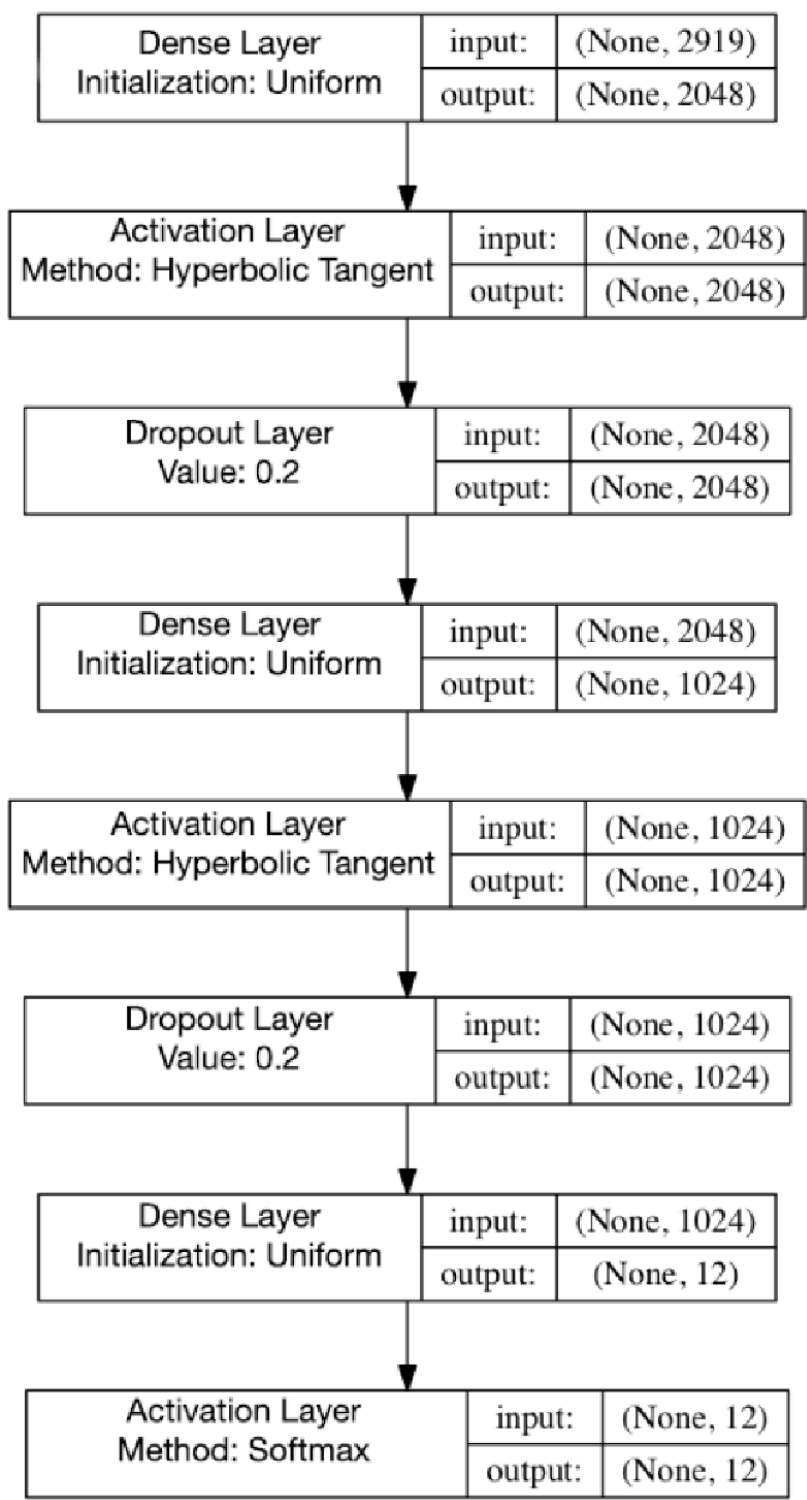 Dense Layer
Initialization: Uniform
input:
(None, 2919)
output:
(None, 2048)
Activation Layer
Method: Hyperbolic Tangent
input:
(None, 2048)
output:
(None, 2048)
Dropout Layer
Value: 0.2
input:
(None, 2048)
output:
(None, 2048)
Dense Layer
Initialization: Uniform
input:
(None, 2048)
output:
(None, 1024)
Activation Layer
Method: Hyperbolic Tangent
input:
(None, 1024)
output:
(None, 1024)
Dropout Layer
Value: 0.2
input:
(None, 1024)
output:
(None, 1024)
Dense Layer
Initialization: Uniform
input:
(None, 1024)
output:
(None, 12)
Activation Layer
Method: Softmax
input:
(None, 12)
output:
(None, 12)